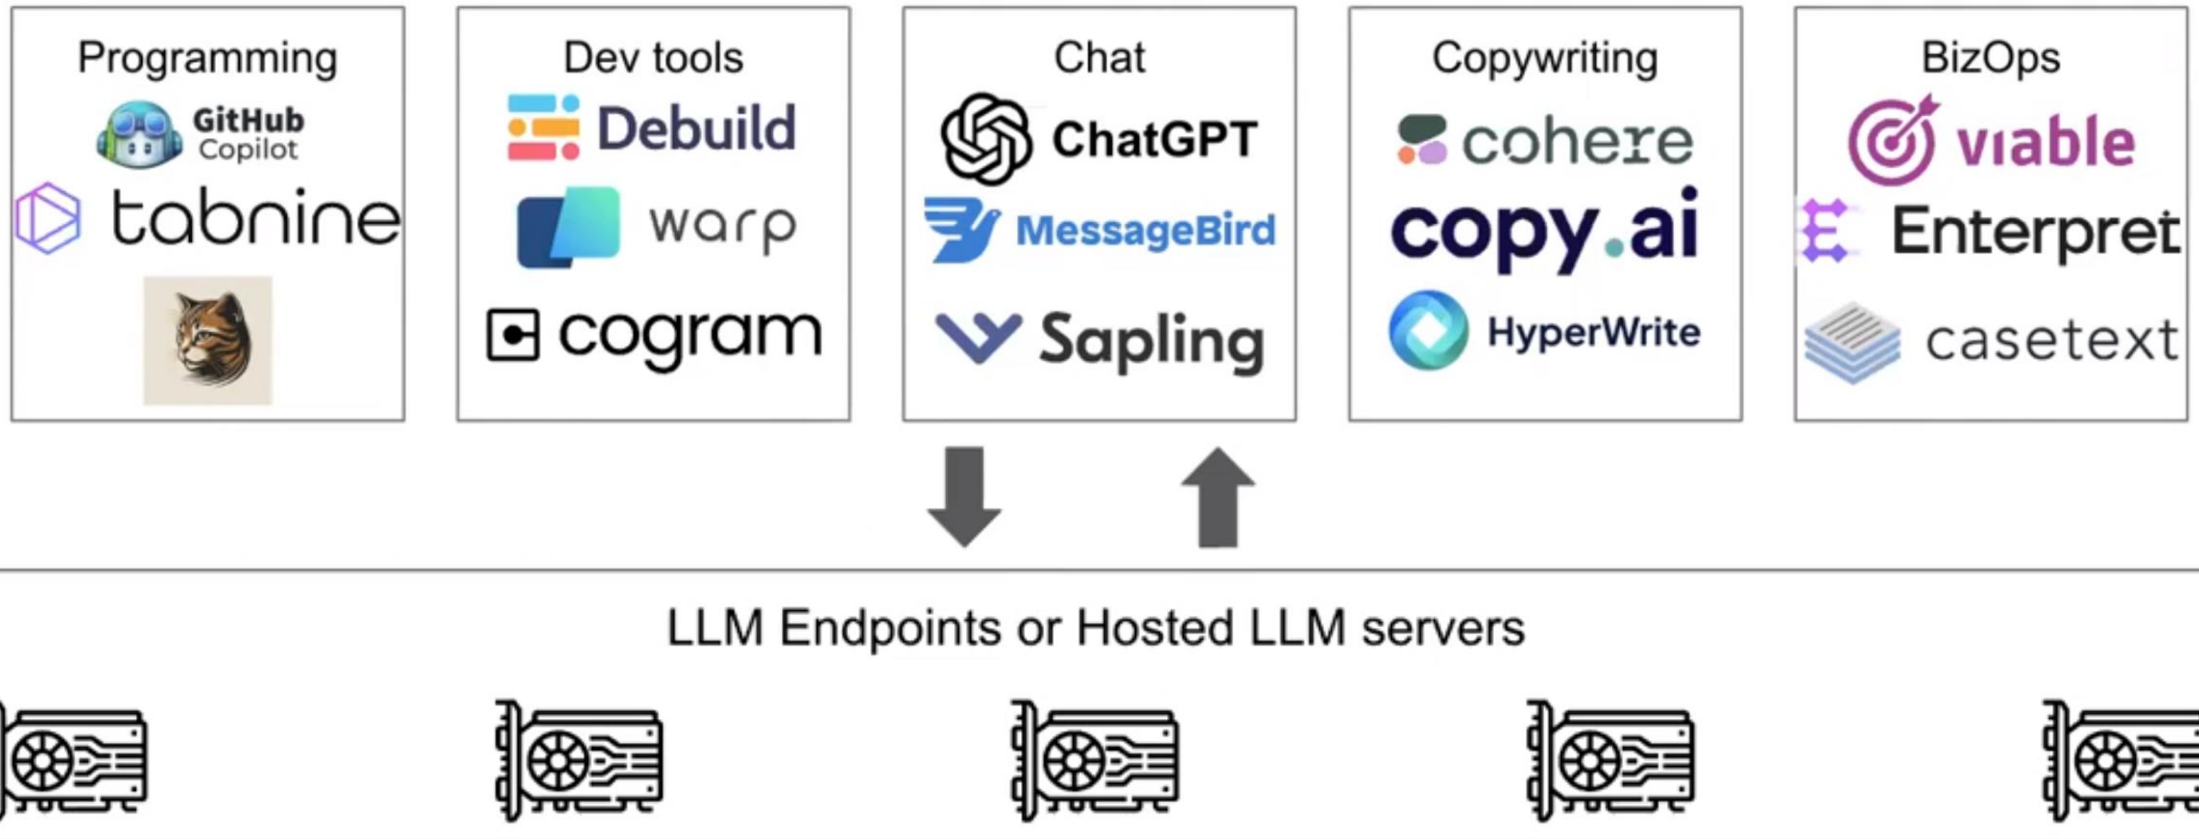 Programming
GitHub
Copilot
tabnine
Dev tools
Debuild
warp
cogram
Chat
ChatGPT
MessageBird
Sapling
Copywriting
cohere
copy.ai
HyperWrite
BizOps
viable
Enterpret
casetext
LLM Endpoints or Hosted LLM servers